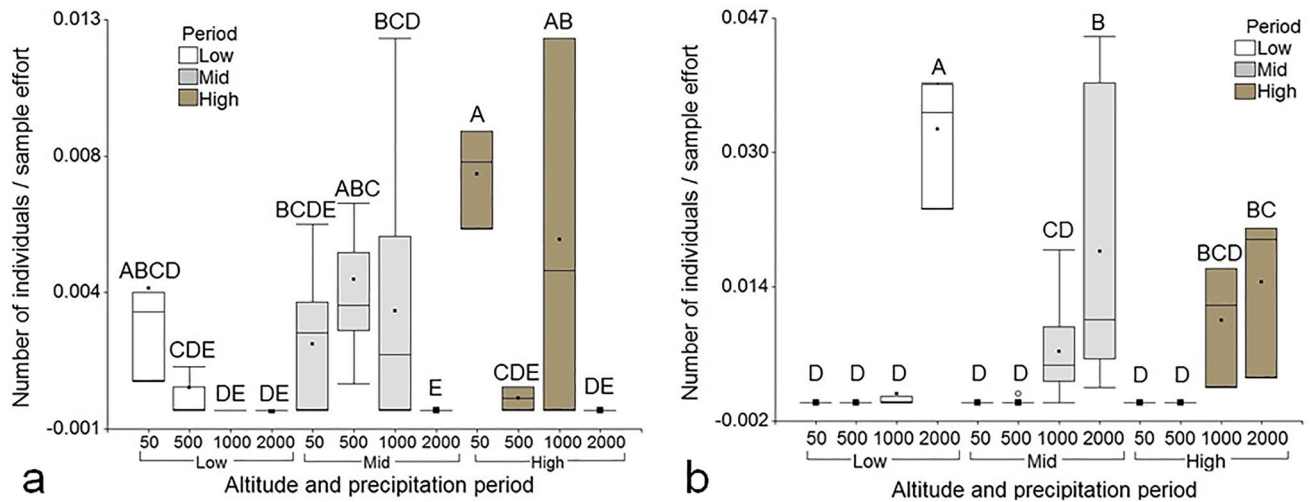 Number of individuals / sample effort
0.013
0.008
0.004
-0.001
Period
Low
Mid
High
ABCD
CDE
DE
DE
BCDE
ABC
BCD
E
A
CDE
AB
DE
50 500 1000 2000 50 500 1000 2000 50 500 1000 2000
Low Mid High
Altitude and precipitation period
a
Number of individuals / sample effort
0.047
0.030
0.014
-0.002
Period
Low
Mid
High
D
D
D
A
D
D
CD
B
D
D
BCD
BC
50 500 1000 2000 50 500 1000 2000 50 500 1000 2000
Low Mid High
Altitude and precipitation period
b